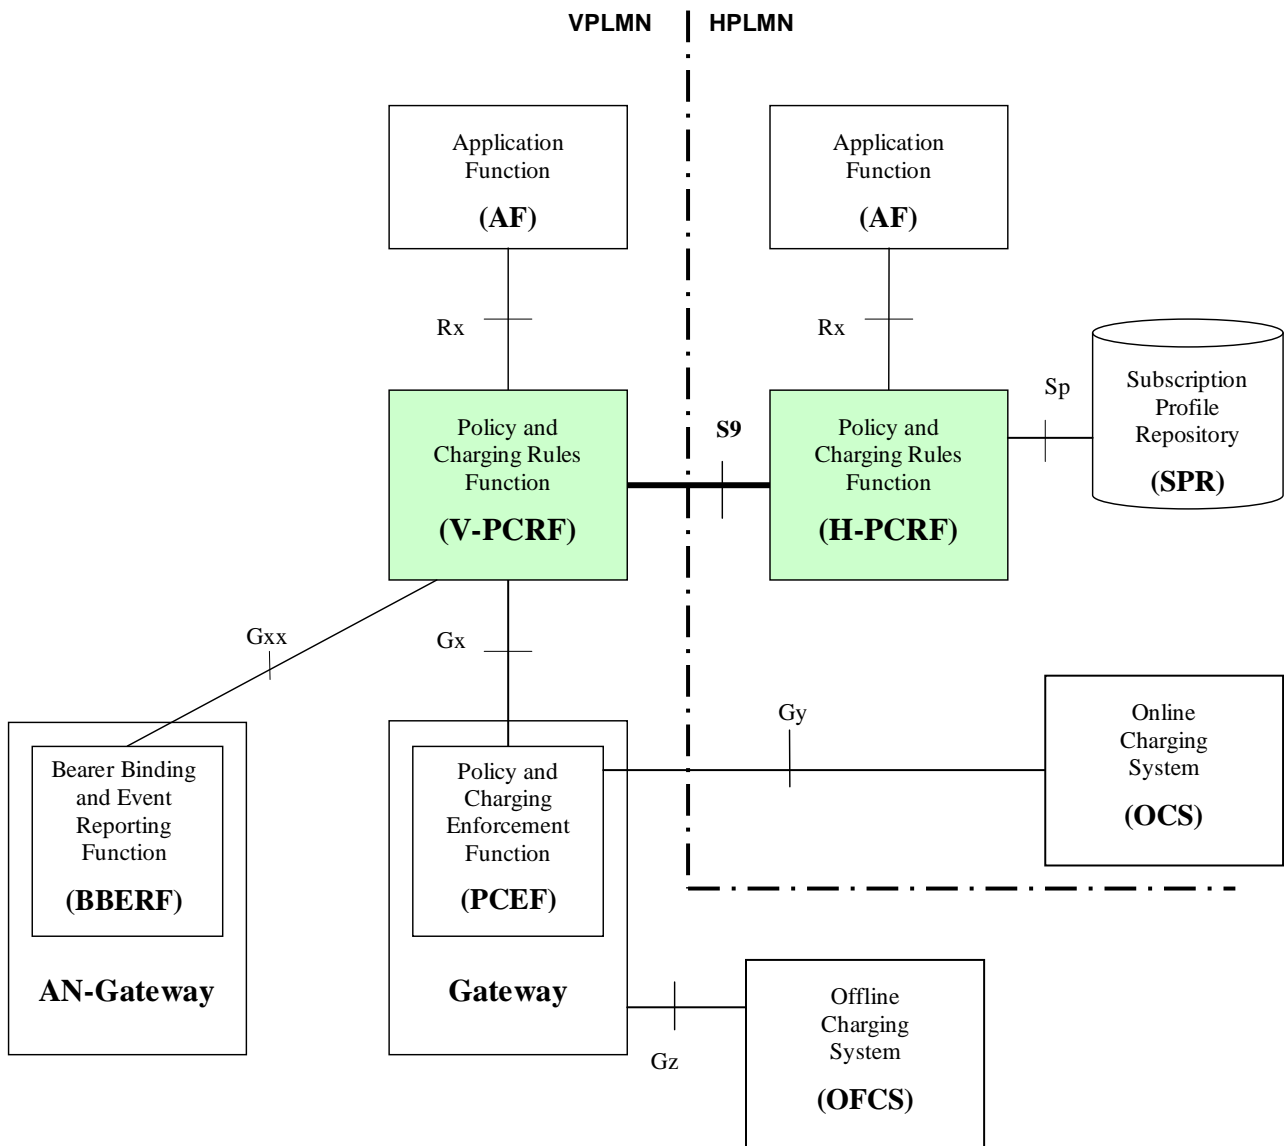 VPLMN
HPLMN
Application
Function
(AF)
Application
Function
(AF)
Rx
Rx
Sp
Subscription
Profile
Repository
(SPR)
Policy and
Charging Rules
Function
(V-PCRF)
S9
Policy and
Charging Rules
Function
(H-PCRF)
Gxx
Gx
Gy
Online
Charging
System
(OCS)
Bearer Binding
and Event
Reporting
Function
(BBERF)
AN-Gateway
Policy and
Charging
Enforcement
Function
(PCEF)
Gateway
Gz
Offline
Charging
System
(OFCS)